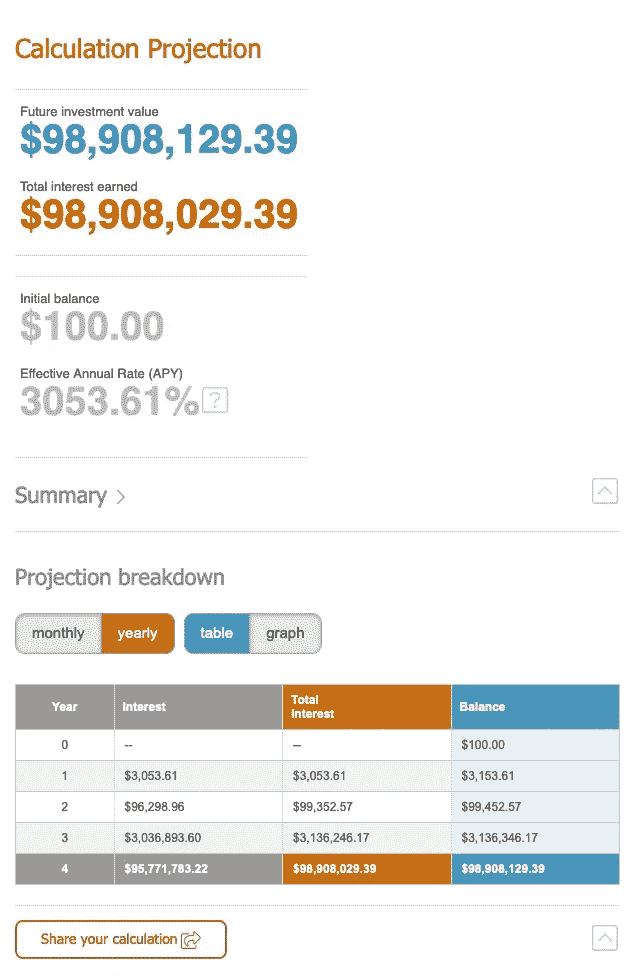 Calculation Projection
Future investment value
$98,908,129.39
Total interest earned
$98,908,029.39
Initial balance
$100.00
Effective Annual Rate (APY)
3053.61% ?
Summary >
Projection breakdown
monthly yearly table graph
Year Interest Total Interest Balance
0 -- -- $100.00
1 $3,053.61 $3,053.61 $3,153.61
2 $96,298.96 $99,352.57 $99,452.57
3 $3,036,893.60 $3,136,246.17 $3,136,346.17
4 $95,771,783.22 $98,908,029.39 $98,908,129.39
Share your calculation